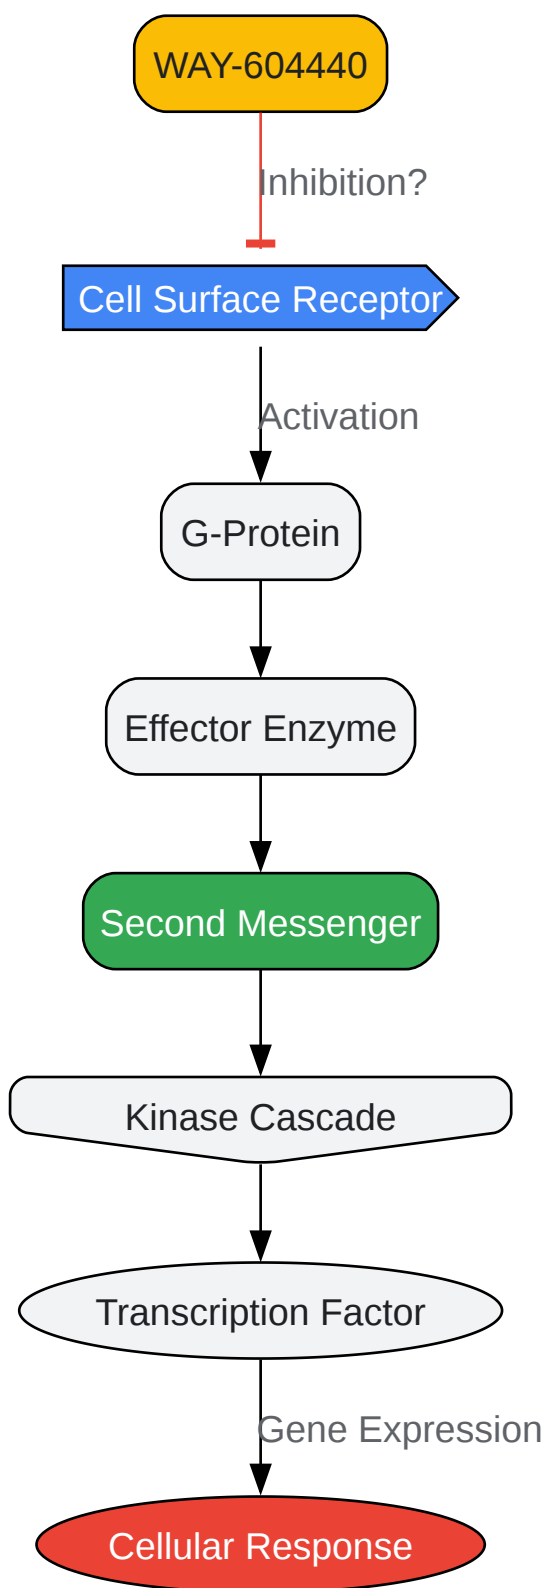 WAY-604440
Inhibition?
Cell Surface Receptor
Activation
G-Protein
Effector Enzyme
Second Messenger
Kinase Cascade
Transcription Factor
Gene Expression
Cellular Response